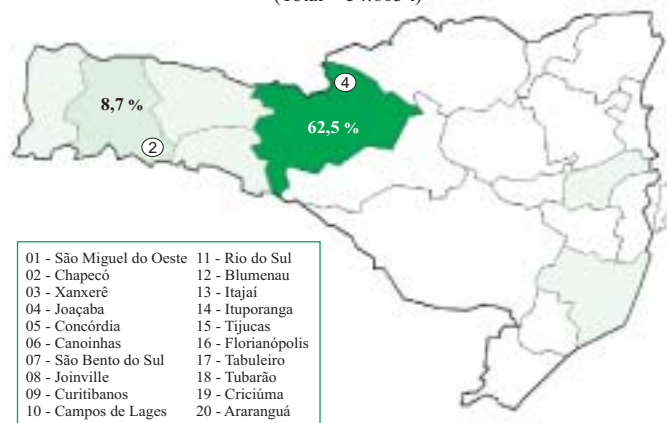 4
8,7 %
62,5 %
2
01 - São Miguel do Oeste 11 - Rio do Sul
02 - Chapecó 12 - Blumenau
03 - Xanxerê 13 - Itajaí
04 - Joaçaba 14 - Ituporanga
05 - Concórdia 15 - Tijucas
06 - Canoinhas 16 - Florianópolis
07 - São Bento do Sul 17 - Tabuleiro
08 - Joinville 18 - Tubarão
09 - Curitibanos 19 - Criciúma
10 - Campos de Lages 20 - Araranguá